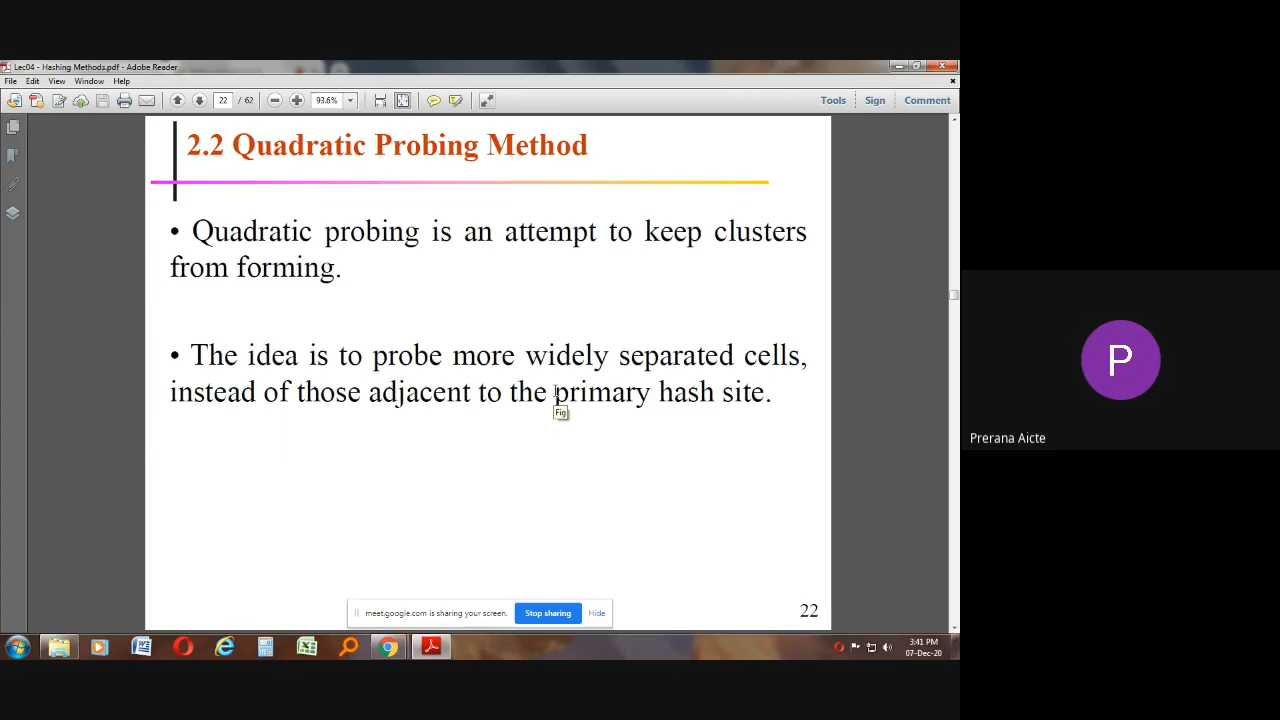 Lec04 - Hashing Methods.pdf - Adobe Reader
File Edit View Window Help
22 / 62 93.6% Tools Sign Comment
2.2 Quadratic Probing Method
• Quadratic probing is an attempt to keep clusters
from forming.
• The idea is to probe more widely separated cells,
instead of those adjacent to the primary hash site.
Fig
P
Prerana Aicte
meet.google.com is sharing your screen. Stop sharing Hide
22
3:41 PM
07-Dec-20